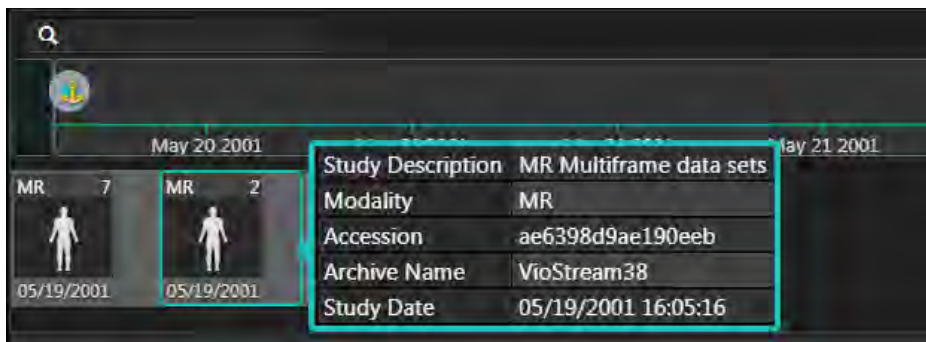 May 20 2001
May 21 2001
MR 7
MR 2
05/19/2001
05/19/2001
Study Description MR Multiframe data sets
Modality MR
Accession ae6398d9ae190eeb
Archive Name VioStream38
Study Date 05/19/2001 16:05:16